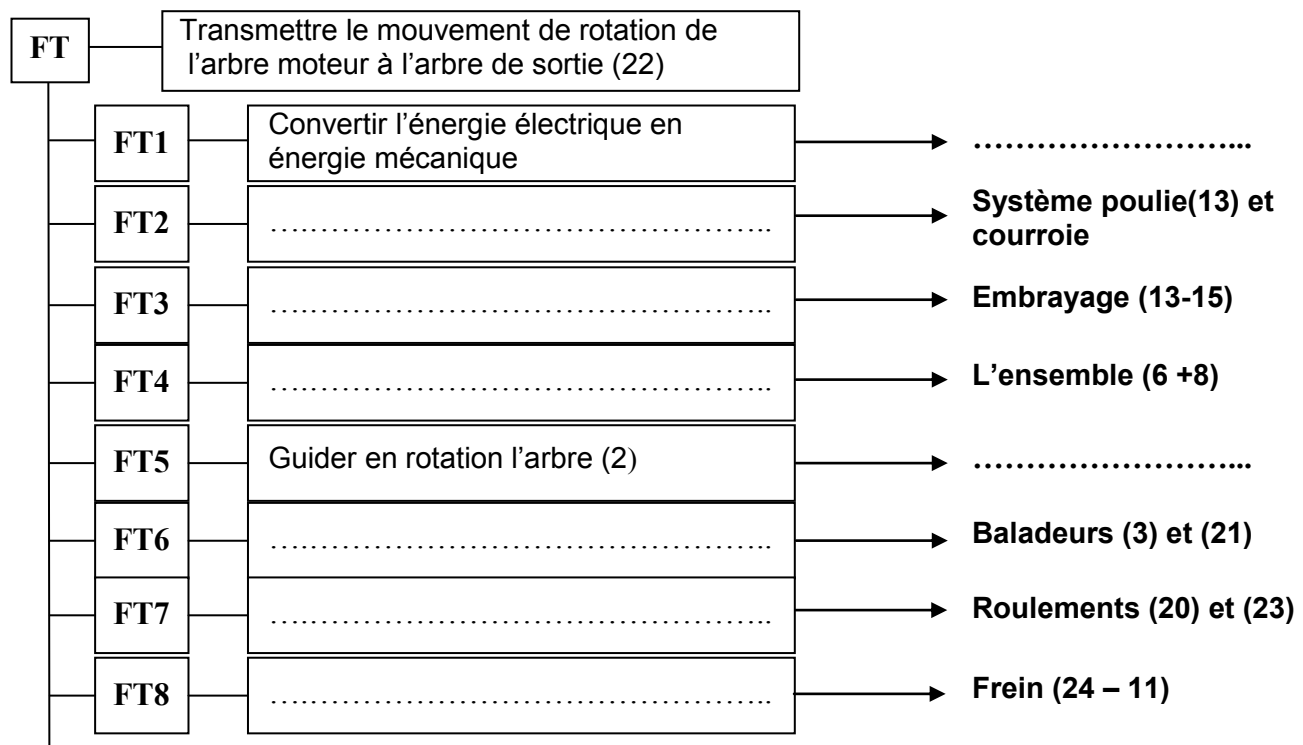 FT
Transmettre le mouvement de rotation de
l’arbre moteur à l’arbre de sortie (22)
FT1
Convertir l’énergie électrique en
énergie mécanique
………………………...
FT2
………………………………………………..
Système poulie(13) et
courroie
FT3
………………………………………………..
Embrayage (13-15)
FT4
………………………………………………..
L’ensemble (6 +8)
FT5
Guider en rotation l’arbre (2)
………………………...
FT6
………………………………………………..
Baladeurs (3) et (21)
FT7
………………………………………………..
Roulements (20) et (23)
FT8
………………………………………………..
Frein (24 – 11)